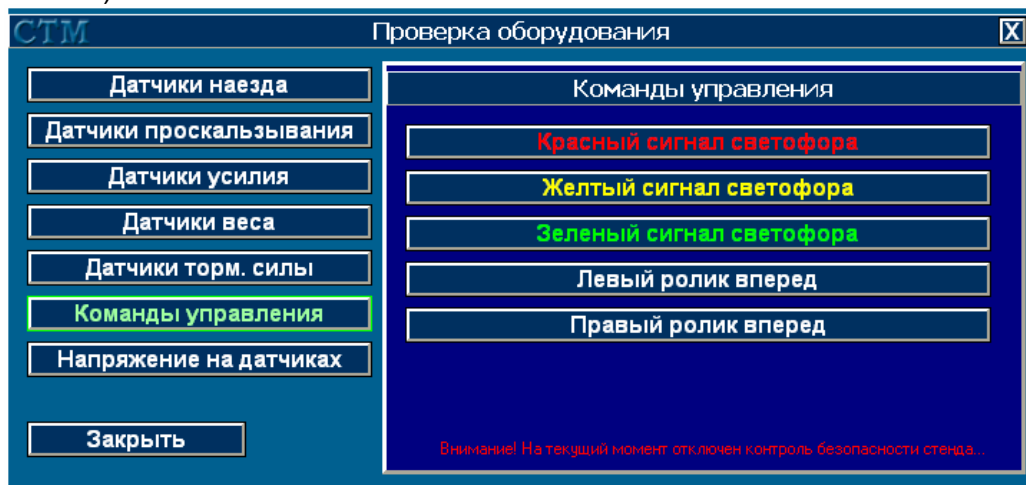 СТМ
Проверка оборудования
X
Датчики наезда
Датчики проскальзывания
Датчики усилия
Датчики веса
Датчики торм. силы
Команды управления
Напряжение на датчиках
Закрыть
Команды управления
Красный сигнал светофора
Желтый сигнал светофора
Зеленый сигнал светофора
Левый ролик вперед
Правый ролик вперед
Внимание! На текущий момент отключен контроль безопасности стенда...